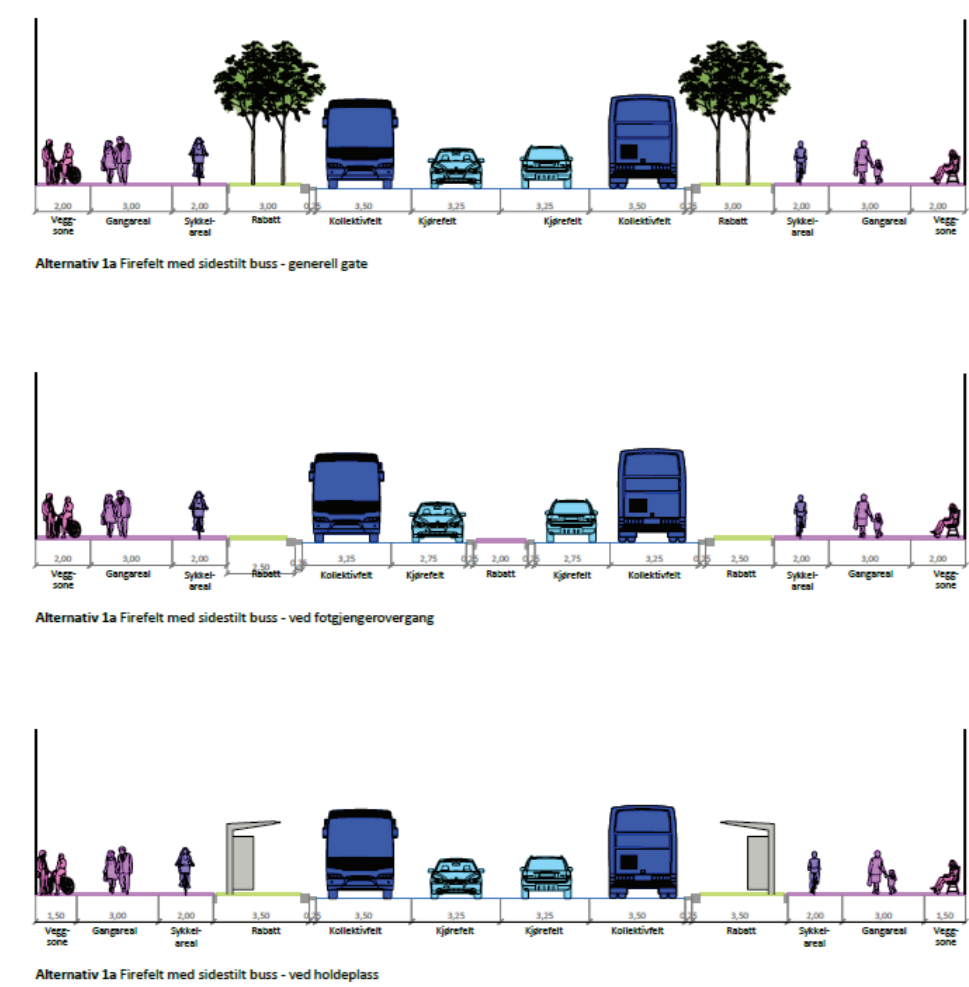 2,00 3,00 2,00 3,00 0,25 3,50 3,25 3,25 3,50 0,25 3,00 2,00 3,00 2,00
Vegg- Gangareal Sykkel- Rabatt Kollektivfelt Kjørefelt Kjørefelt Kollektivfelt Rabatt Sykkel- Gangareal Vegg-
sone areal areal sone
Alternativ 1a Firefelt med sidestilt buss - generell gate
2,00 3,00 2,00 2,50 0,25 3,25 2,75 0,25 2,00 0,25 2,75 3,25 0,25 2,50 2,00 3,00 2,00
Vegg- Gangareal Sykkel- Rabatt Kollektivfelt Kjørefelt Rabatt Kjørefelt Kollektivfelt Rabatt Sykkel- Gangareal Vegg-
sone areal areal sone
Alternativ 1a Firefelt med sidestilt buss - ved fotgjengerovergang
1,50 3,00 2,00 3,50 0,25 3,50 3,25 3,25 3,50 0,25 3,50 2,00 3,00 1,50
Vegg- Gangareal Sykkel- Rabatt Kollektivfelt Kjørefelt Kjørefelt Kollektivfelt Rabatt Sykkel- Gangareal Vegg-
sone areal areal sone
Alternativ 1a Firefelt med sidestilt buss - ved holdeplass